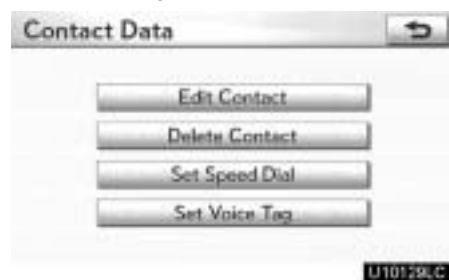 Contact Data
Edit Contact
Delete Contact
Set Speed Dial
Set Voice Tag
U10129LC